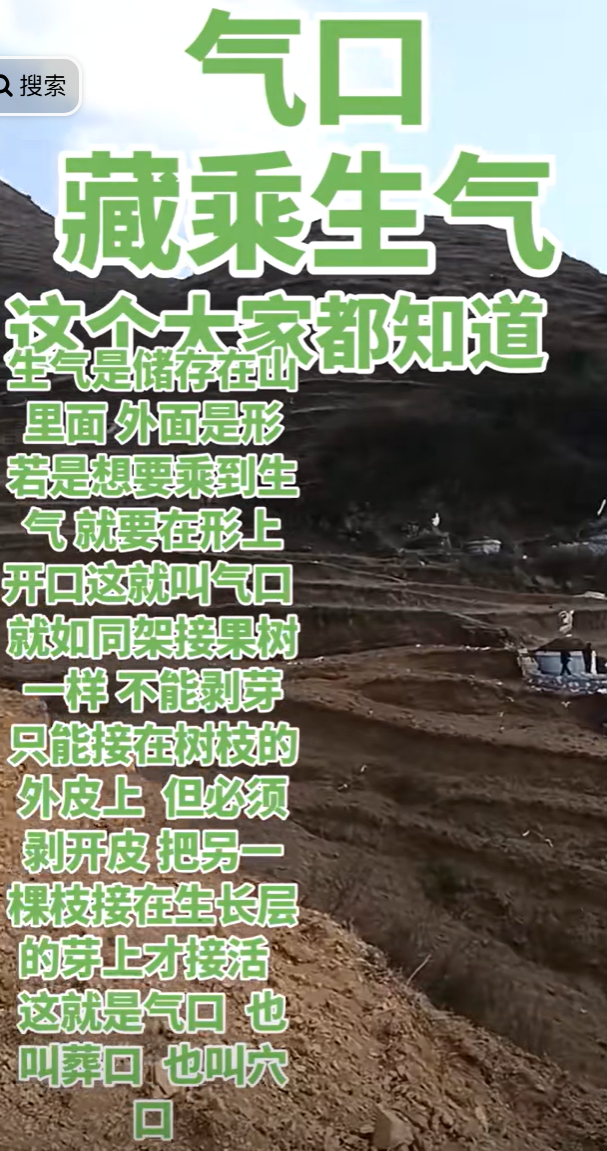 搜索
气口
藏乘生气
这个大家都知道
生气是储存在山
里面 外面是形
若是想要乘到生
气 就要在形上
开口这就叫气口
就如同架接果树
一样 不能剥芽
只能接在树枝的
外皮上 但必须
剥开皮 把另一
棵枝接在生长层
的芽上才接活
这就是气口 也
叫葬口 也叫穴
口